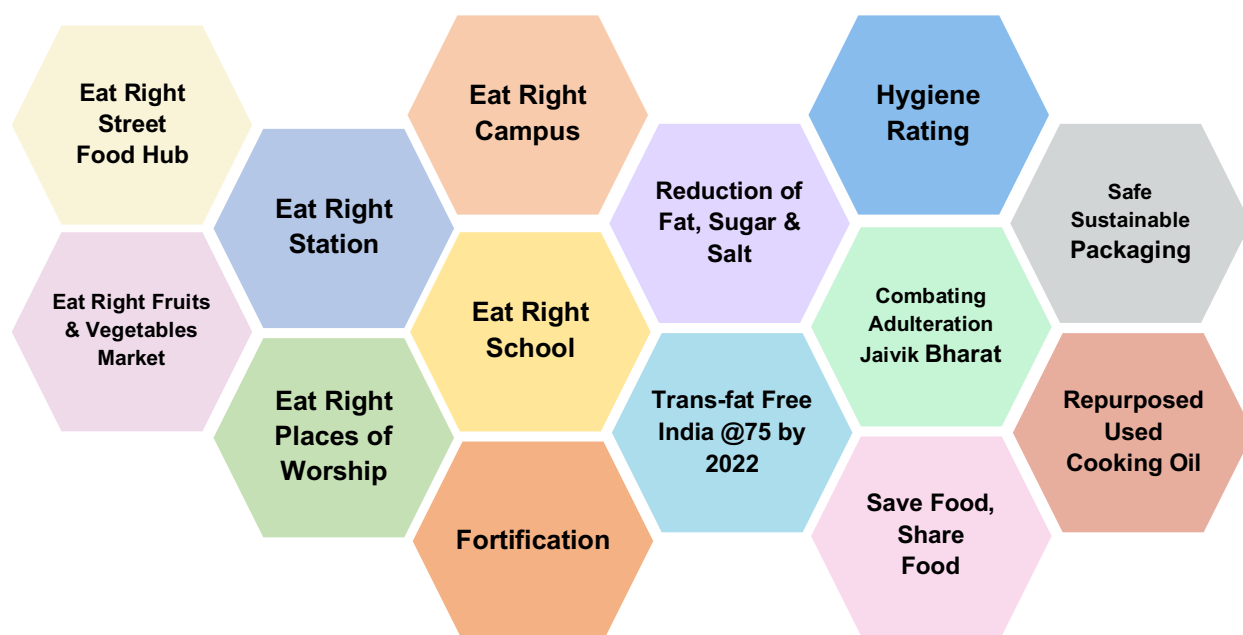 Eat Right
Street
Food Hub
Eat Right Fruits
& Vegetables
Market
Eat Right
Station
Eat Right
Places of
Worship
Eat Right
Campus
Eat Right
School
Fortification
Reduction of
Fat, Sugar &
Salt
Trans-fat Free
India @75 by
2022
Hygiene
Rating
Combating
Adulteration
Jaivik Bharat
Save Food,
Share
Food
Safe
Sustainable
Packaging
Repurposed
Used
Cooking Oil